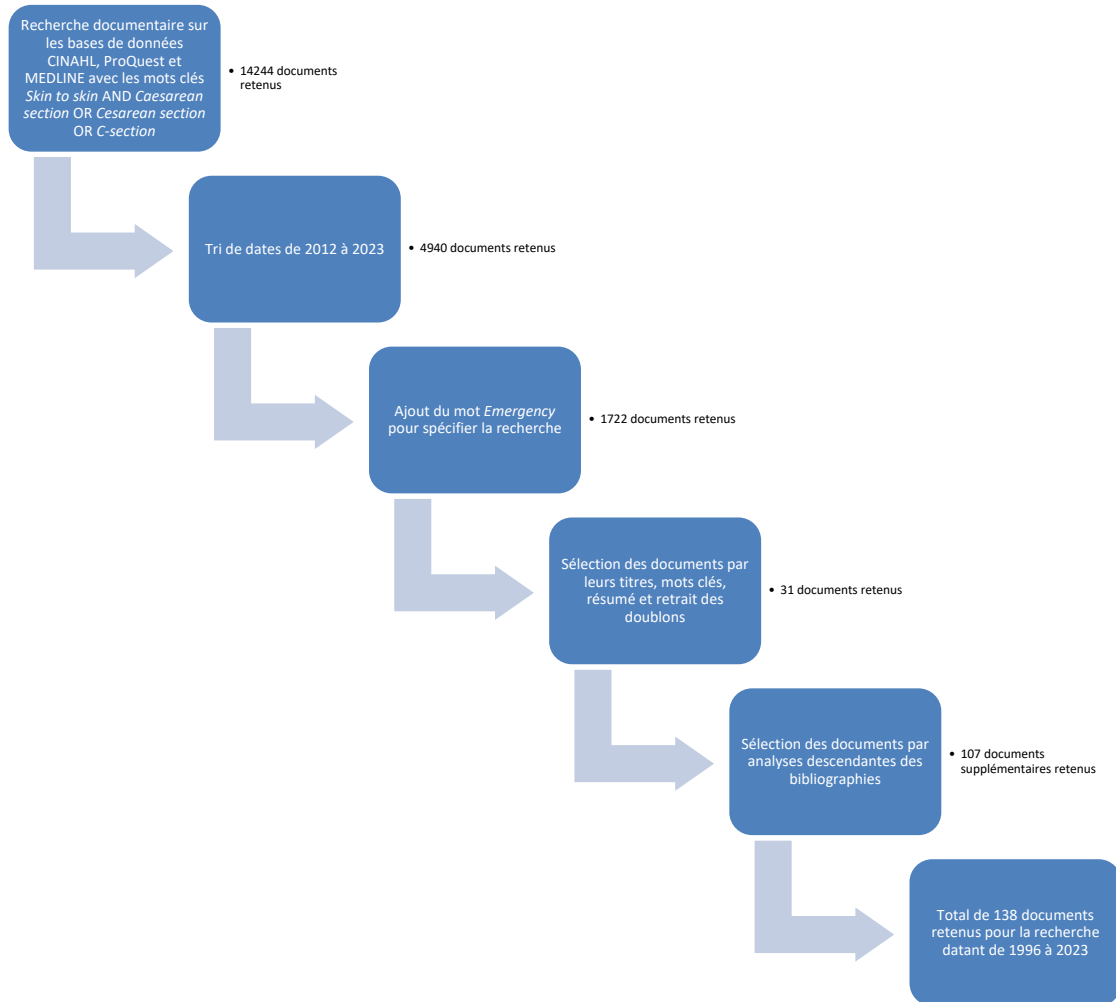 Recherche documentaire sur
les bases de données
CINAHL, ProQuest et
MEDLINE avec les mots clés
Skin to skin AND Caesarean
section OR Cesarean section
OR C-section
• 14244 documents
retenus
Tri de dates de 2012 à 2023
• 4940 documents retenus
Ajout du mot Emergency
pour spécifier la recherche
• 1722 documents retenus
Sélection des documents par
leurs titres, mots clés,
résumé et retrait des
doublons
• 31 documents retenus
Sélection des documents par
analyses descendantes des
bibliographies
• 107 documents
supplémentaires retenus
Total de 138 documents
retenus pour la recherche
datant de 1996 à 2023